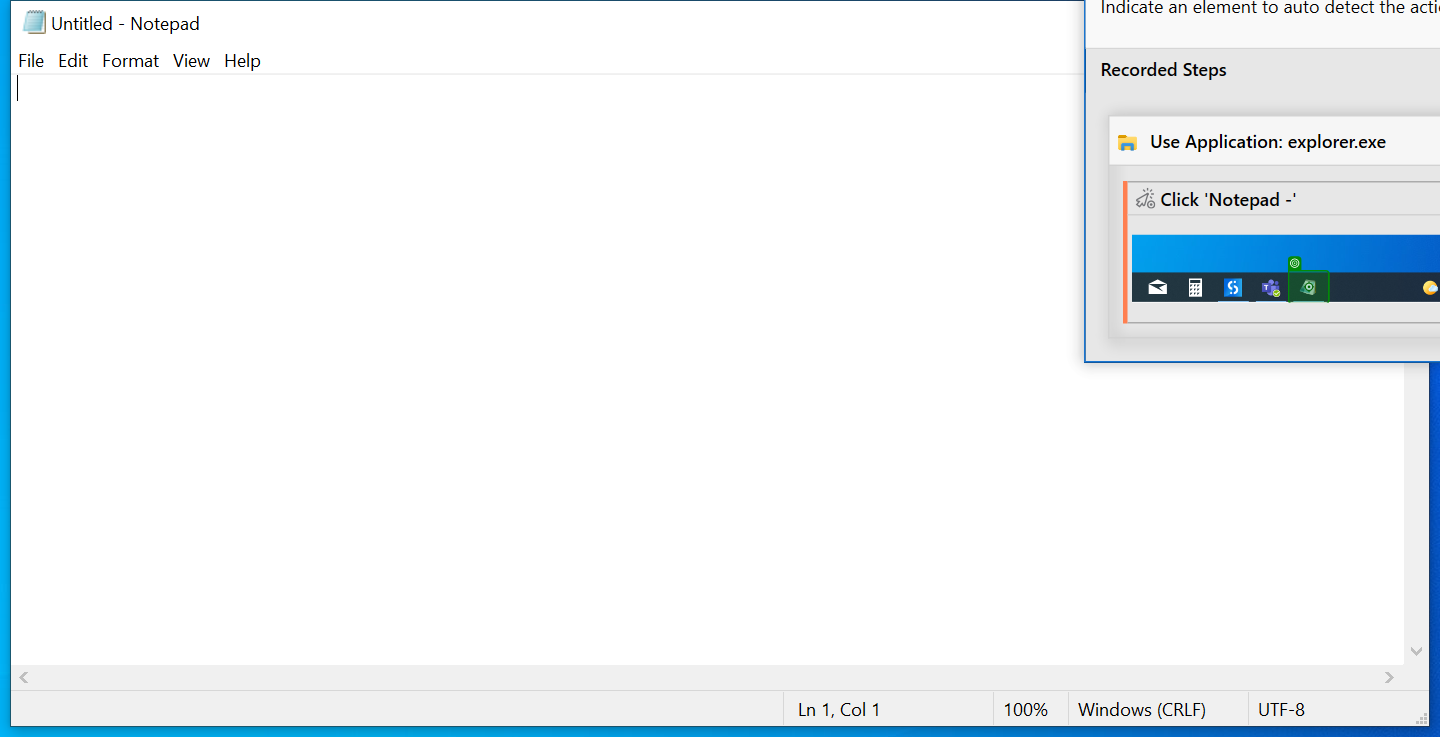 Untitled - Notepad
File Edit Format View Help
Ln 1, Col 1 100% Windows (CRLF) UTF-8
Indicate an element to auto detect the acti
Recorded Steps
Use Application: explorer.exe
Click 'Notepad -'